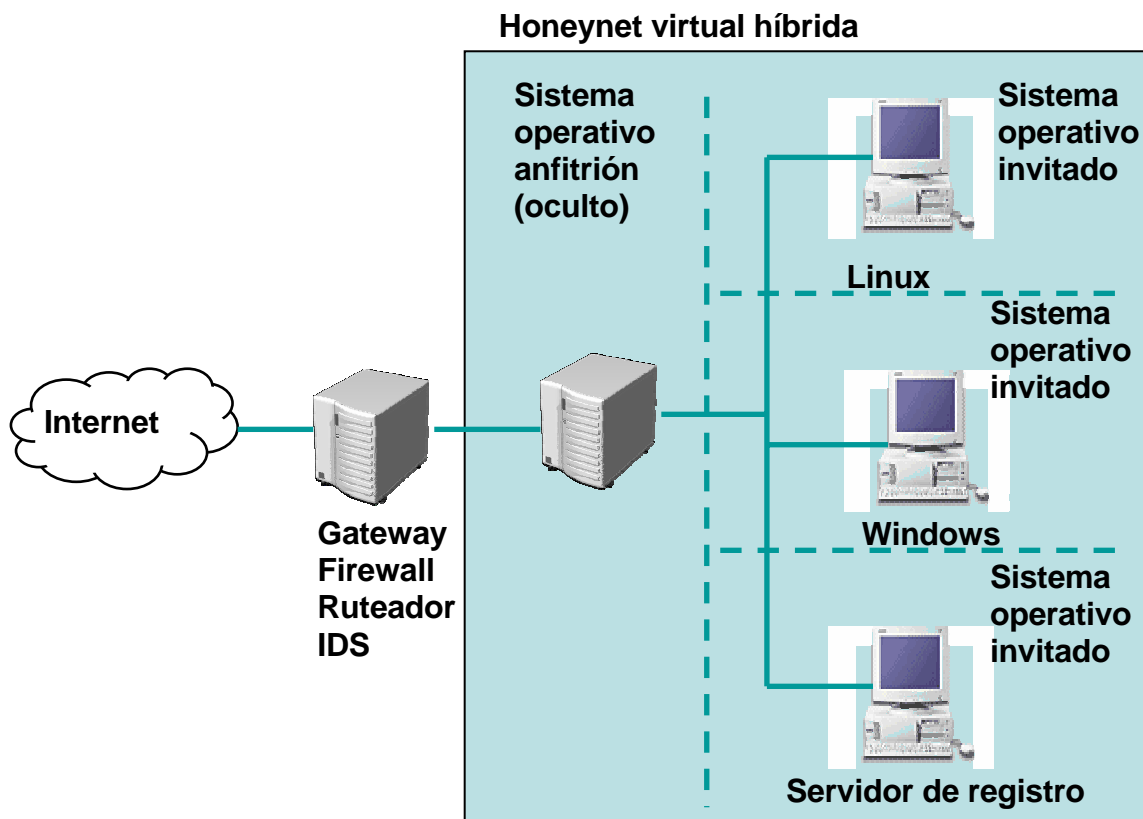 Honeynet virtual híbrida
Sistema
operativo
anfitrión
(oculto)
Sistema
operativo
invitado
Linux
Sistema
operativo
invitado
Windows
Sistema
operativo
invitado
Servidor de registro
Internet
Gateway
Firewall
Ruteador
IDS